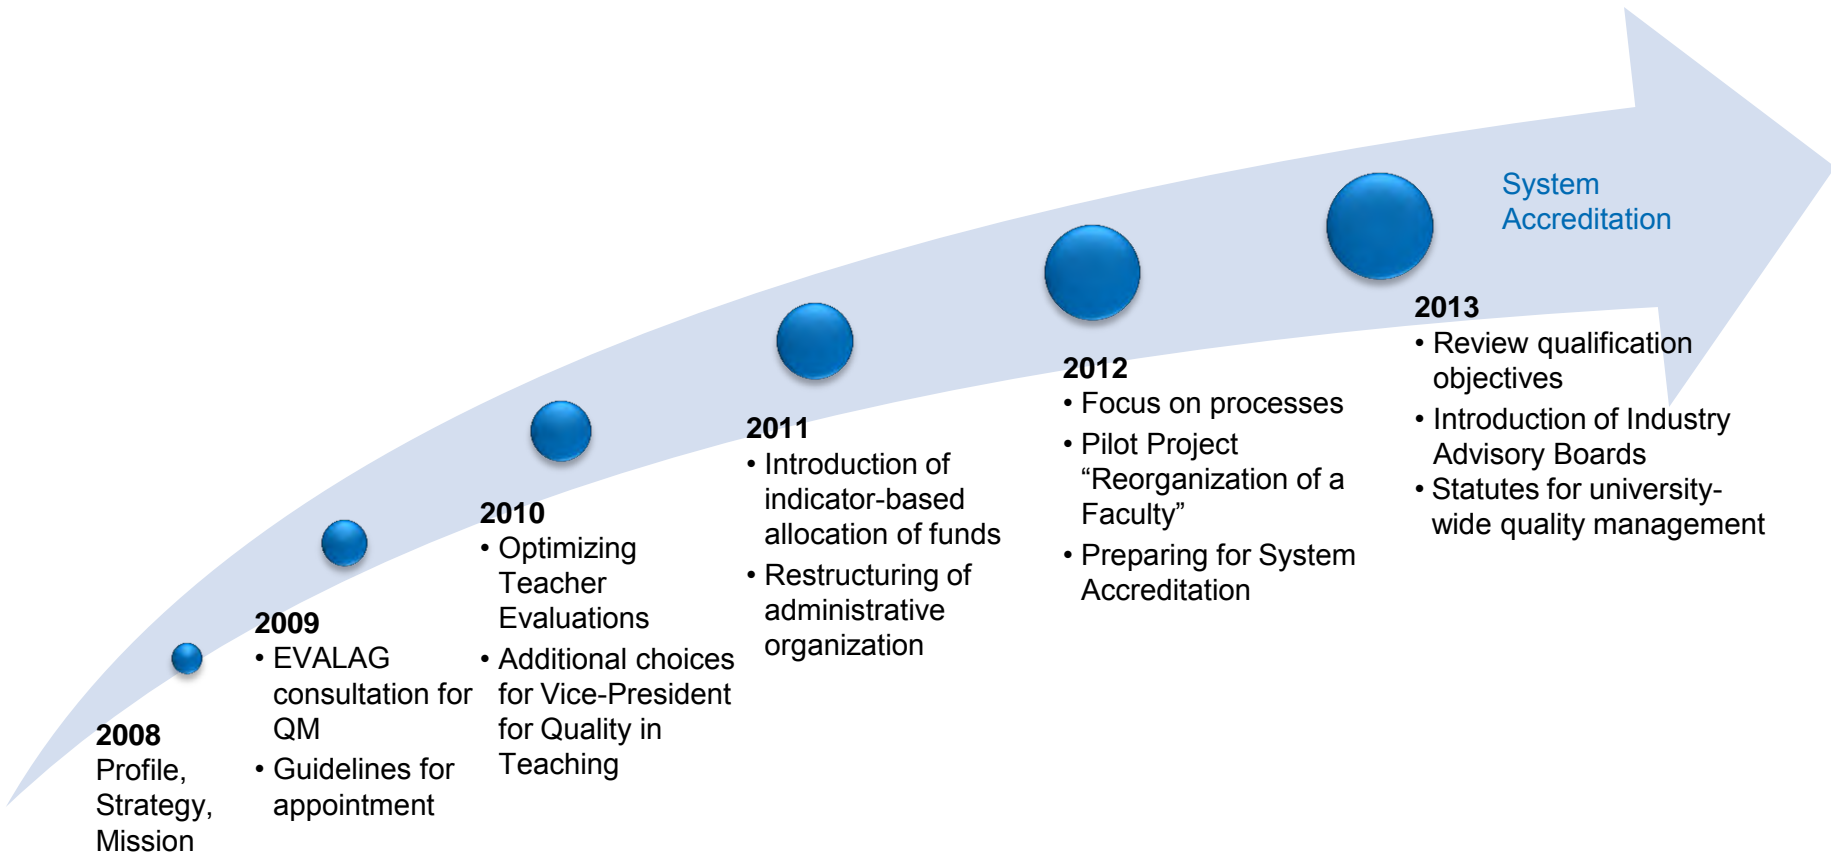 System
Accreditation
2008
Profile,
Strategy,
Mission
2009
• EVALAG
consultation for
QM
• Guidelines for
appointment
2010
• Optimizing
Teacher
Evaluations
• Additional choices
for Vice-President
for Quality in
Teaching
2011
• Introduction of
indicator-based
allocation of funds
• Restructuring of
administrative
organization
2012
• Focus on processes
• Pilot Project
“Reorganization of a
Faculty”
• Preparing for System
Accreditation
2013
• Review qualification
objectives
• Introduction of Industry
Advisory Boards
• Statutes for university-
wide quality management